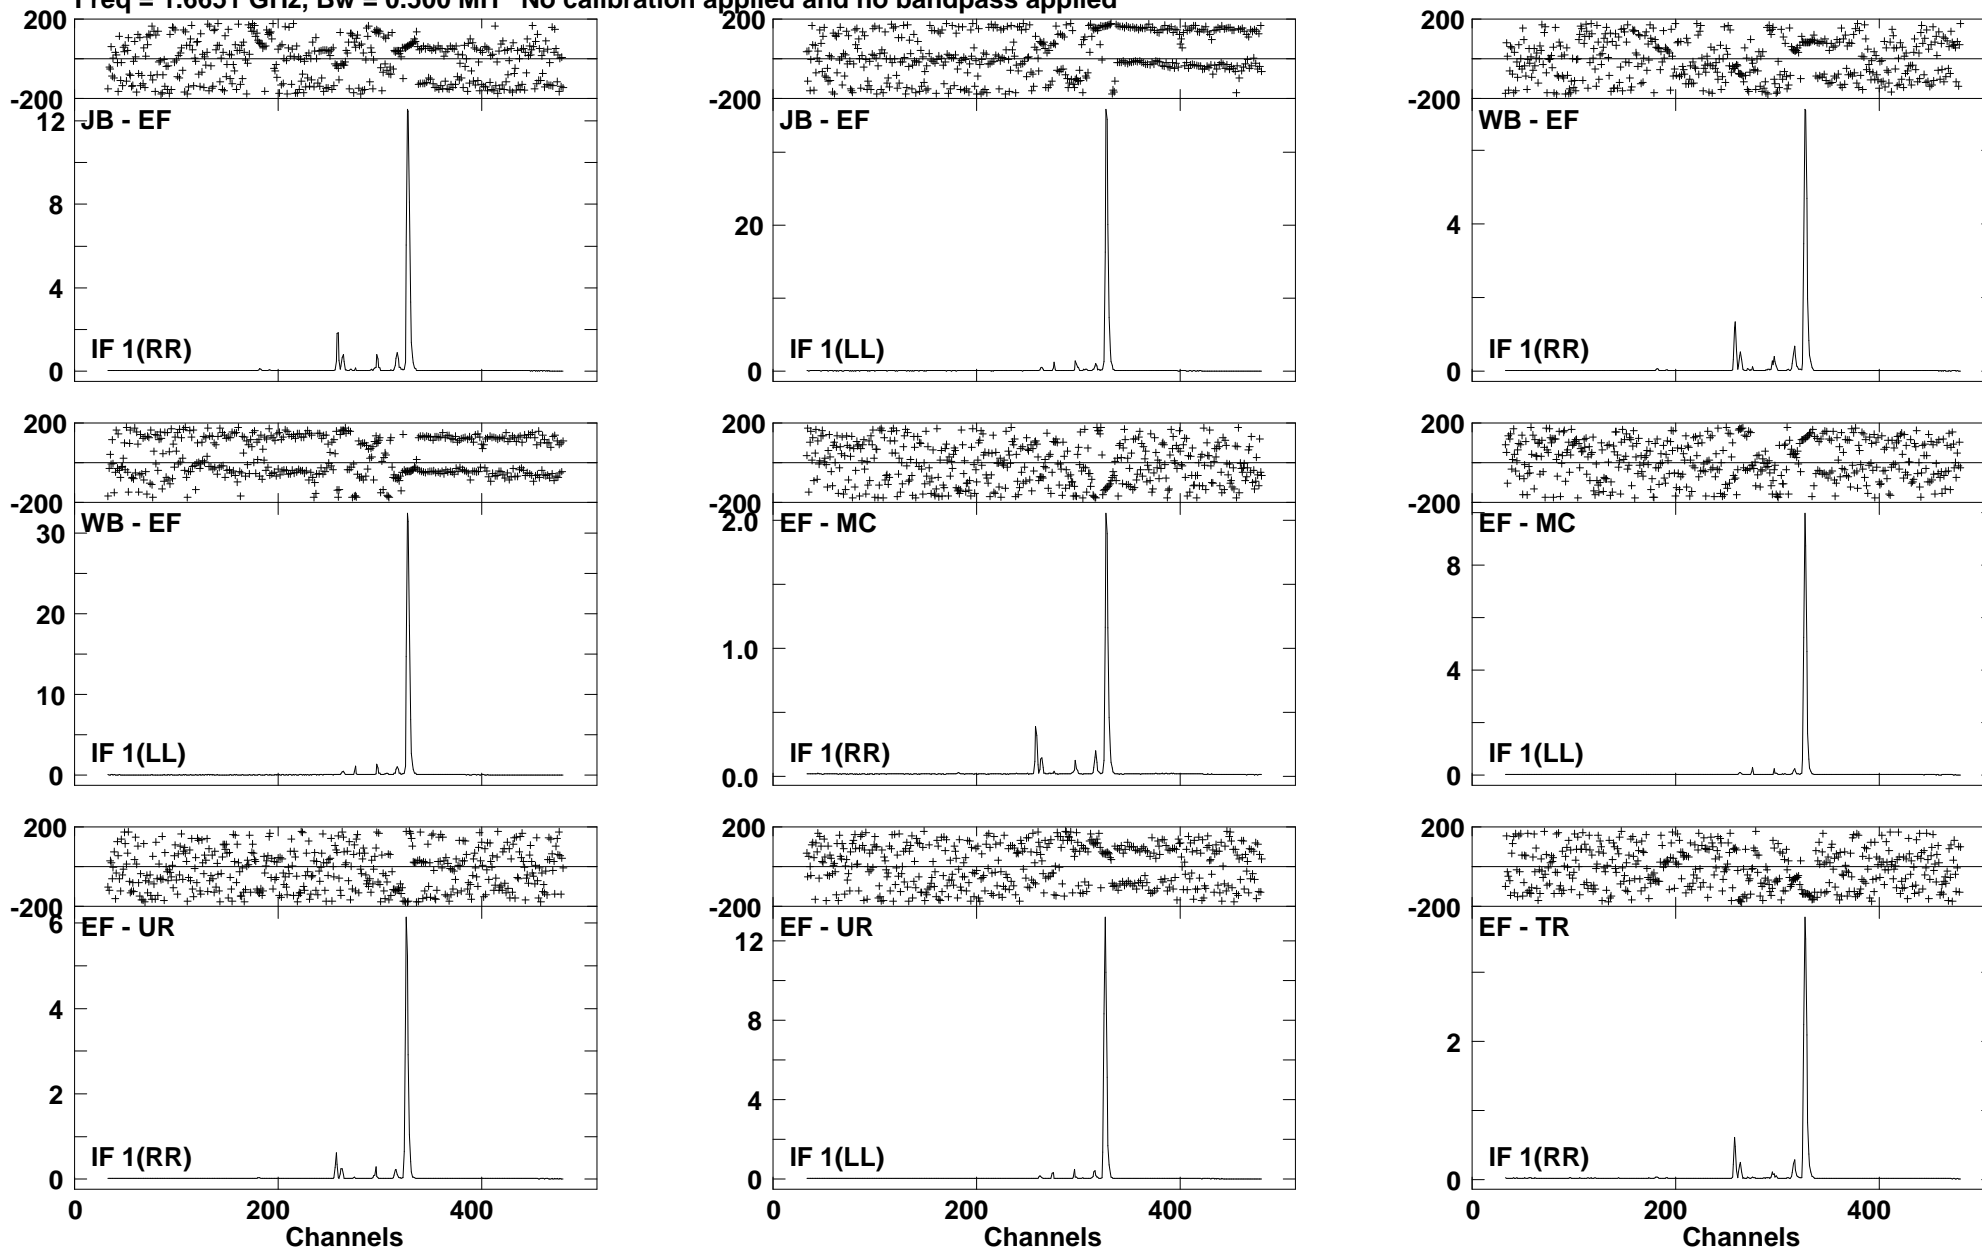 Freq = 1.6651 GHz, Bw = 0.500 MH No calibration applied and no bandpass applied
200
-200
JB - EF
12
8
4
0
IF 1(RR)
200
-200
JB - EF
20
0
IF 1(LL)
200
-200
WB - EF
4
0
IF 1(RR)
200
-200
WB - EF
30
20
10
0
IF 1(LL)
200
-200
EF - MC
2.0
1.0
0.0
IF 1(RR)
200
-200
EF - MC
8
4
0
IF 1(LL)
200
-200
EF - UR
6
4
2
0
IF 1(RR)
0 200 400
Channels
200
-200
EF - UR
12
8
4
0
IF 1(LL)
0 200 400
Channels
200
-200
EF - TR
2
0
IF 1(RR)
0 200 400
Channels